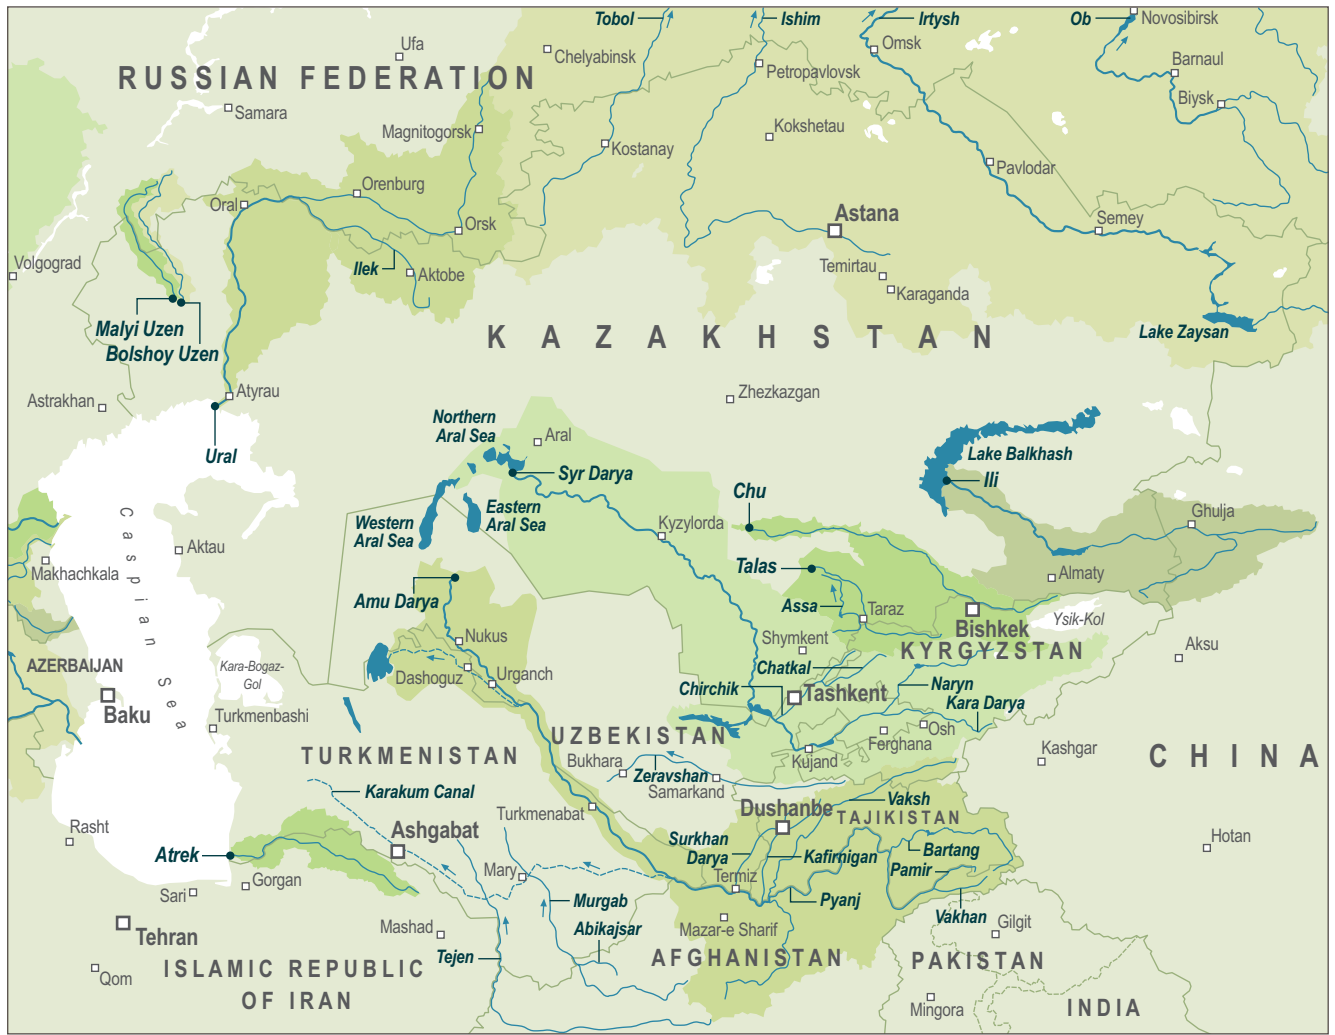 Tobol
Ishim
Irtysh
Ob
Novosibirsk
Ufa
Chelyabinsk
Omsk
Petropavlovsk
Barnaul
RUSSIAN FEDERATION
Biysk
Samara
Magnitogorsk
Kokshetau
Kostanay
Pavlodar
Orenburg
Oral
Orsk
Astana
Semey
Volgograd
Ilek
Aktobe
Temirtau
Karaganda
Malyi Uzen
Bolshoy Uzen
KAZAKHSTAN
Lake Zaysan
Astrakhan
Atyrau
Zhezkazgan
Ural
Northern
Aral Sea
Aral
Lake Balkhash
Syr Darya
Ili
Chu
Western
Aral Sea
Eastern
Aral Sea
Kyzylorda
Ghulja
Caspian Sea
Aktau
Makhachkala
Talas
Almaty
Amu Darya
Assa
Taraz
Bishkek
Ysik-Kol
Nukus
Shymkent
KYRGYZSTAN
Aksu
AZERBAIJAN
Kara-Bogaz-
Gol
Dashoguz
Urganch
Chatkal
Chirchik
Tashkent
Naryn
Kara Darya
Baku
Turkmenbashi
UZBEKISTAN
Ferghana
Osh
TURKMENISTAN
Bukhara
Kujand
Kashgar
CHINA
Zeravshan
Samarkand
Karakum Canal
Turkmenabat
Dushanbe
Vaksh
TAJIKISTAN
Rasht
Ashgabat
Surkhan
Darya
Kafirnigan
Bartang
Hotan
Atrek
Pamir
Mary
Termiz
Gorgan
Sari
Murgab
Pyanj
Vakhan
Tehran
Mashad
Abikajsar
Mazar-e Sharif
Gilgit
Tejen
AFGHANISTAN
PAKISTAN
Qom
ISLAMIC REPUBLIC
OF IRAN
Mingora
INDIA